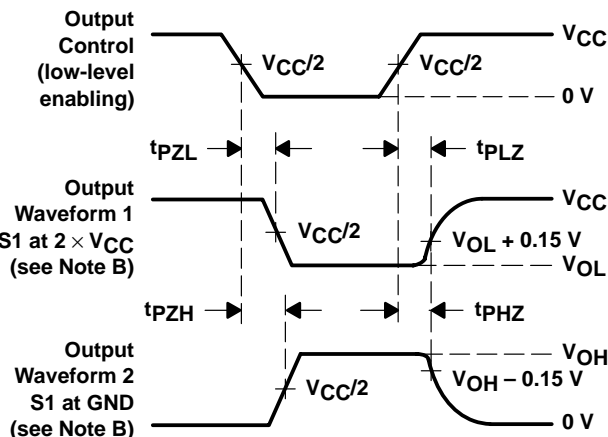 Output
Control
(low-level
enabling)
VCC/2
VCC/2
VCC
0 V
tPZL
tPLZ
Output
Waveform 1
S1 at 2 × VCC
(see Note B)
VCC/2
VCC
VOL + 0.15 V
VOL
tPZH
tPHZ
Output
Waveform 2
S1 at GND
(see Note B)
VCC/2
VOH
VOH – 0.15 V
0 V